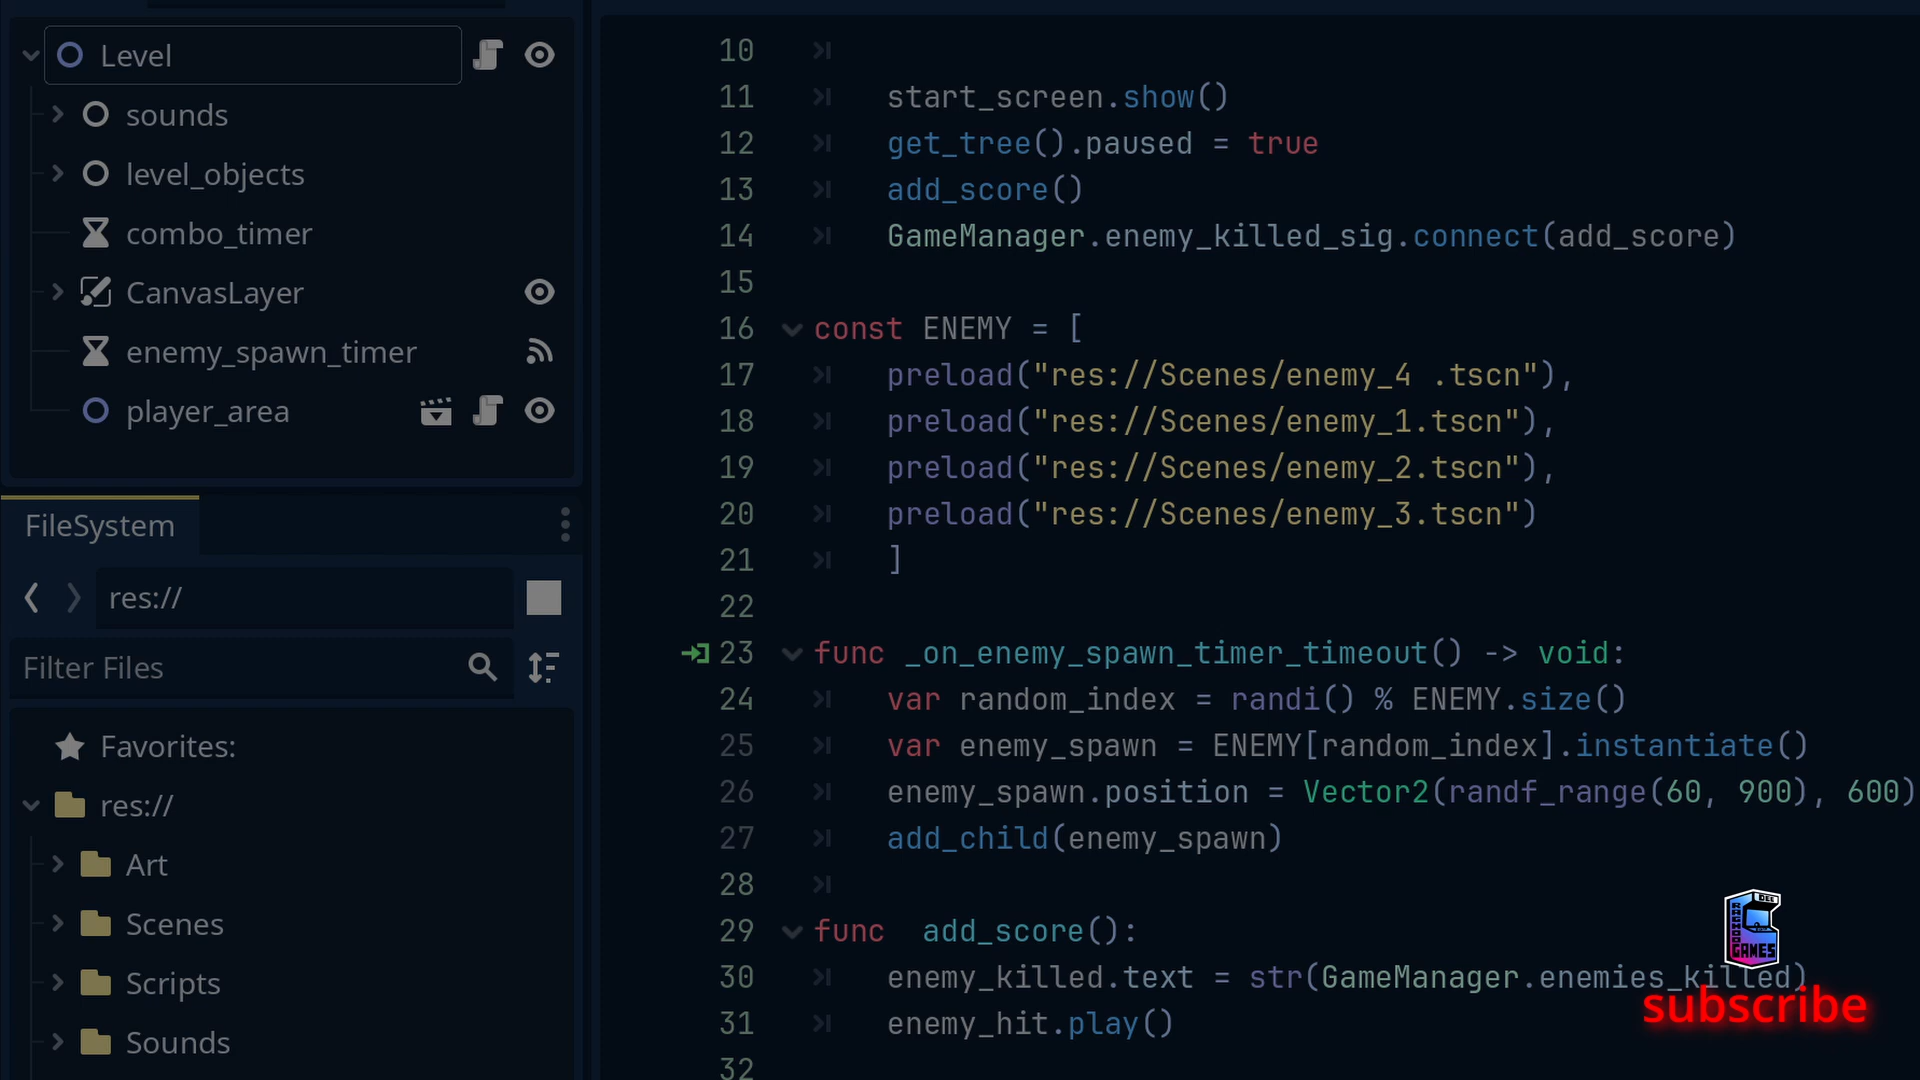 Level
sounds
level_objects
combo_timer
CanvasLayer
enemy_spawn_timer
player_area
FileSystem
res://
Filter Files
Favorites:
res://
Art
Scenes
Scripts
Sounds
10
11 start_screen.show()
12 get_tree().paused = true
13 add_score()
14 GameManager.enemy_killed_sig.connect(add_score)
15
16 const ENEMY = [
17 preload("res://Scenes/enemy_4 .tscn"),
18 preload("res://Scenes/enemy_1.tscn"),
19 preload("res://Scenes/enemy_2.tscn"),
20 preload("res://Scenes/enemy_3.tscn")
21 ]
22
23 func _on_enemy_spawn_timer_timeout() -> void:
24 var random_index = randi() % ENEMY.size()
25 var enemy_spawn = ENEMY[random_index].instantiate()
26 enemy_spawn.position = Vector2(randf_range(60, 900), 600)
27 add_child(enemy_spawn)
28
29 func  add_score():
30 enemy_killed.text = str(GameManager.enemies_killed)
31 enemy_hit.play()
32
GAMES
subscribe